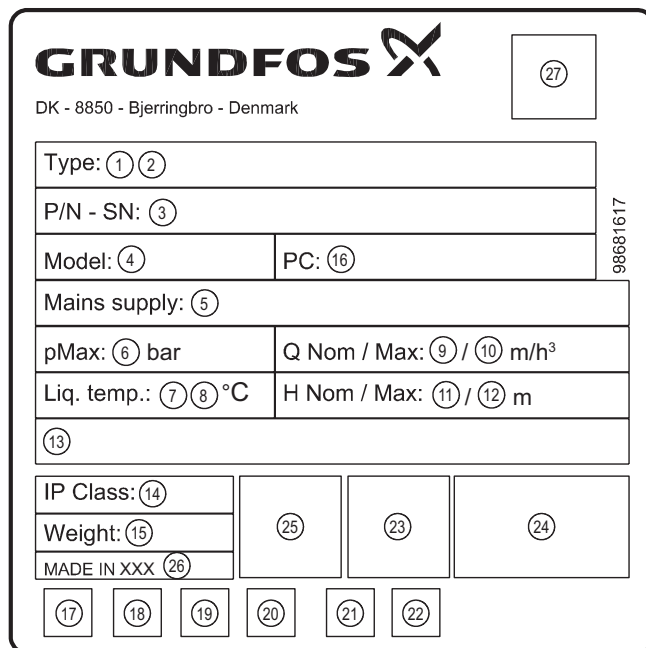 GRUNDFOS
27
DK - 8850 - Bjerringbro - Denmark
Type: 1 2
P/N - SN: 3
Model: 4 PC: 16
98681617
Mains supply: 5
pMax: 6 bar Q Nom / Max: 9 / 10 m/h³
Liq. temp.: 7 8 °C H Nom / Max: 11 / 12 m
13
IP Class: 14
Weight: 15
MADE IN XXX 26
25 23 24
17 18 19 20 21 22